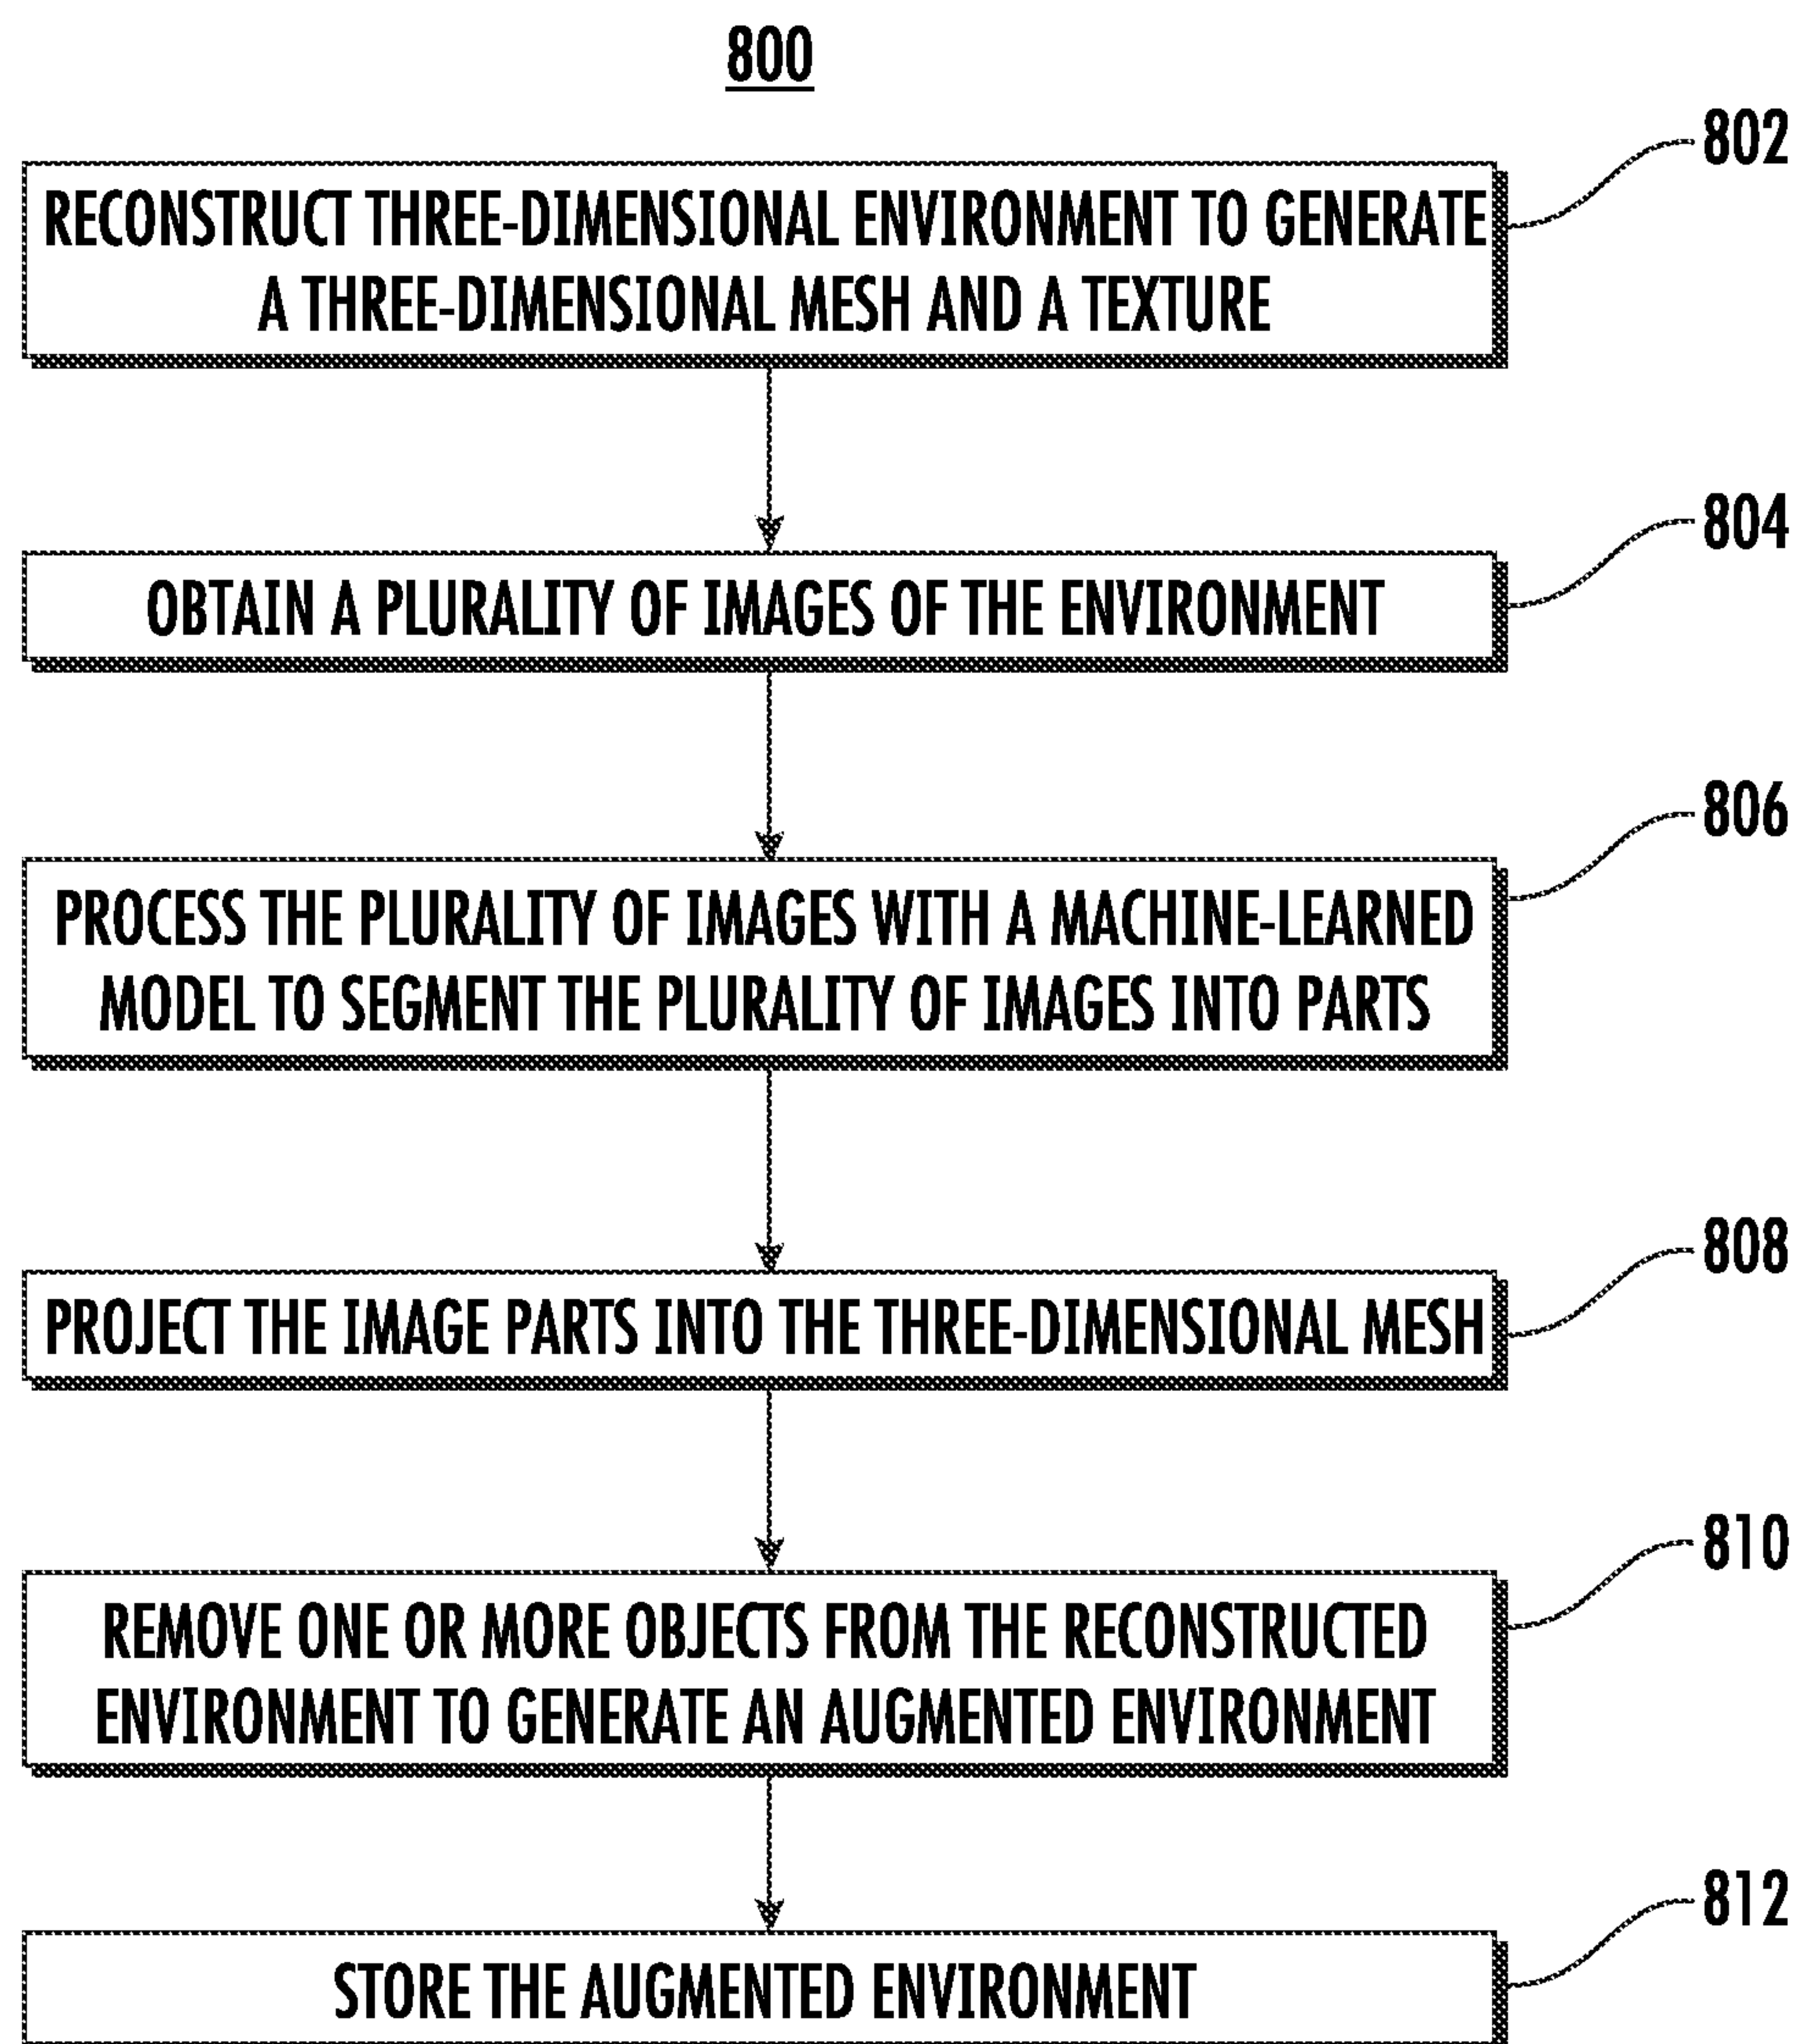 800
802
RECONSTRUCT THREE-DIMENSIONAL ENVIRONMENT TO GENERATE
A THREE-DIMENSIONAL MESH AND A TEXTURE
804
OBTAIN A PLURALITY OF IMAGES OF THE ENVIRONMENT
806
PROCESS THE PLURALITY OF IMAGES WITH A MACHINE-LEARNED
MODEL TO SEGMENT THE PLURALITY OF IMAGES INTO PARTS
808
PROJECT THE IMAGE PARTS INTO THE THREE-DIMENSIONAL MESH
810
REMOVE ONE OR MORE OBJECTS FROM THE RECONSTRUCTED
ENVIRONMENT TO GENERATE AN AUGMENTED ENVIRONMENT
812
STORE THE AUGMENTED ENVIRONMENT